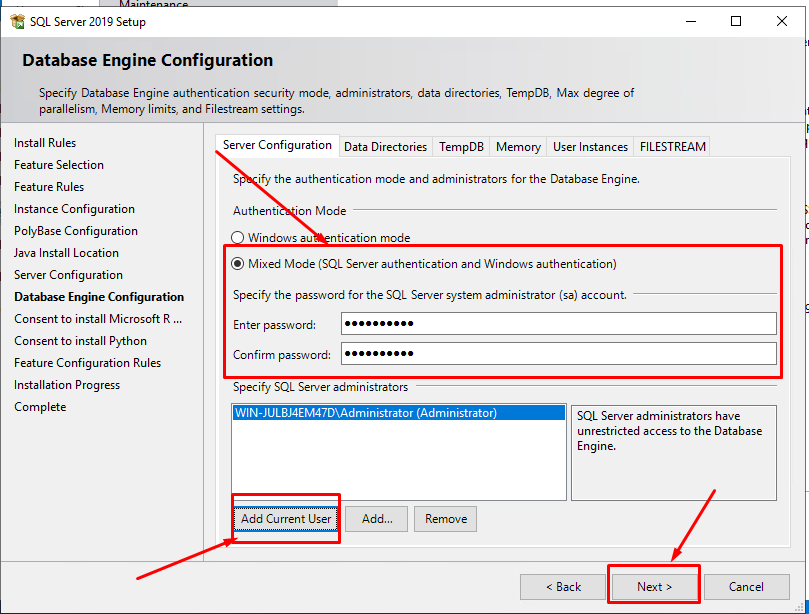 Maintenance
SQL Server 2019 Setup
Database Engine Configuration
Specify Database Engine authentication security mode, administrators, data directories, TempDB, Max degree of
parallelism, Memory limits, and Filestream settings.
Install Rules
Feature Selection
Feature Rules
Instance Configuration
PolyBase Configuration
Java Install Location
Server Configuration
Database Engine Configuration
Consent to install Microsoft R ...
Consent to install Python
Feature Configuration Rules
Installation Progress
Complete
Server Configuration Data Directories TempDB Memory User Instances FILESTREAM
Specify the authentication mode and administrators for the Database Engine.
Authentication Mode
Windows authentication mode
Mixed Mode (SQL Server authentication and Windows authentication)
Specify the password for the SQL Server system administrator (sa) account.
Enter password: ●●●●●●●●●●
Confirm password: ●●●●●●●●●●
Specify SQL Server administrators
WIN-JULBJ4EM47D\Administrator (Administrator)
SQL Server administrators have
unrestricted access to the Database
Engine.
Add Current User Add... Remove
< Back Next > Cancel